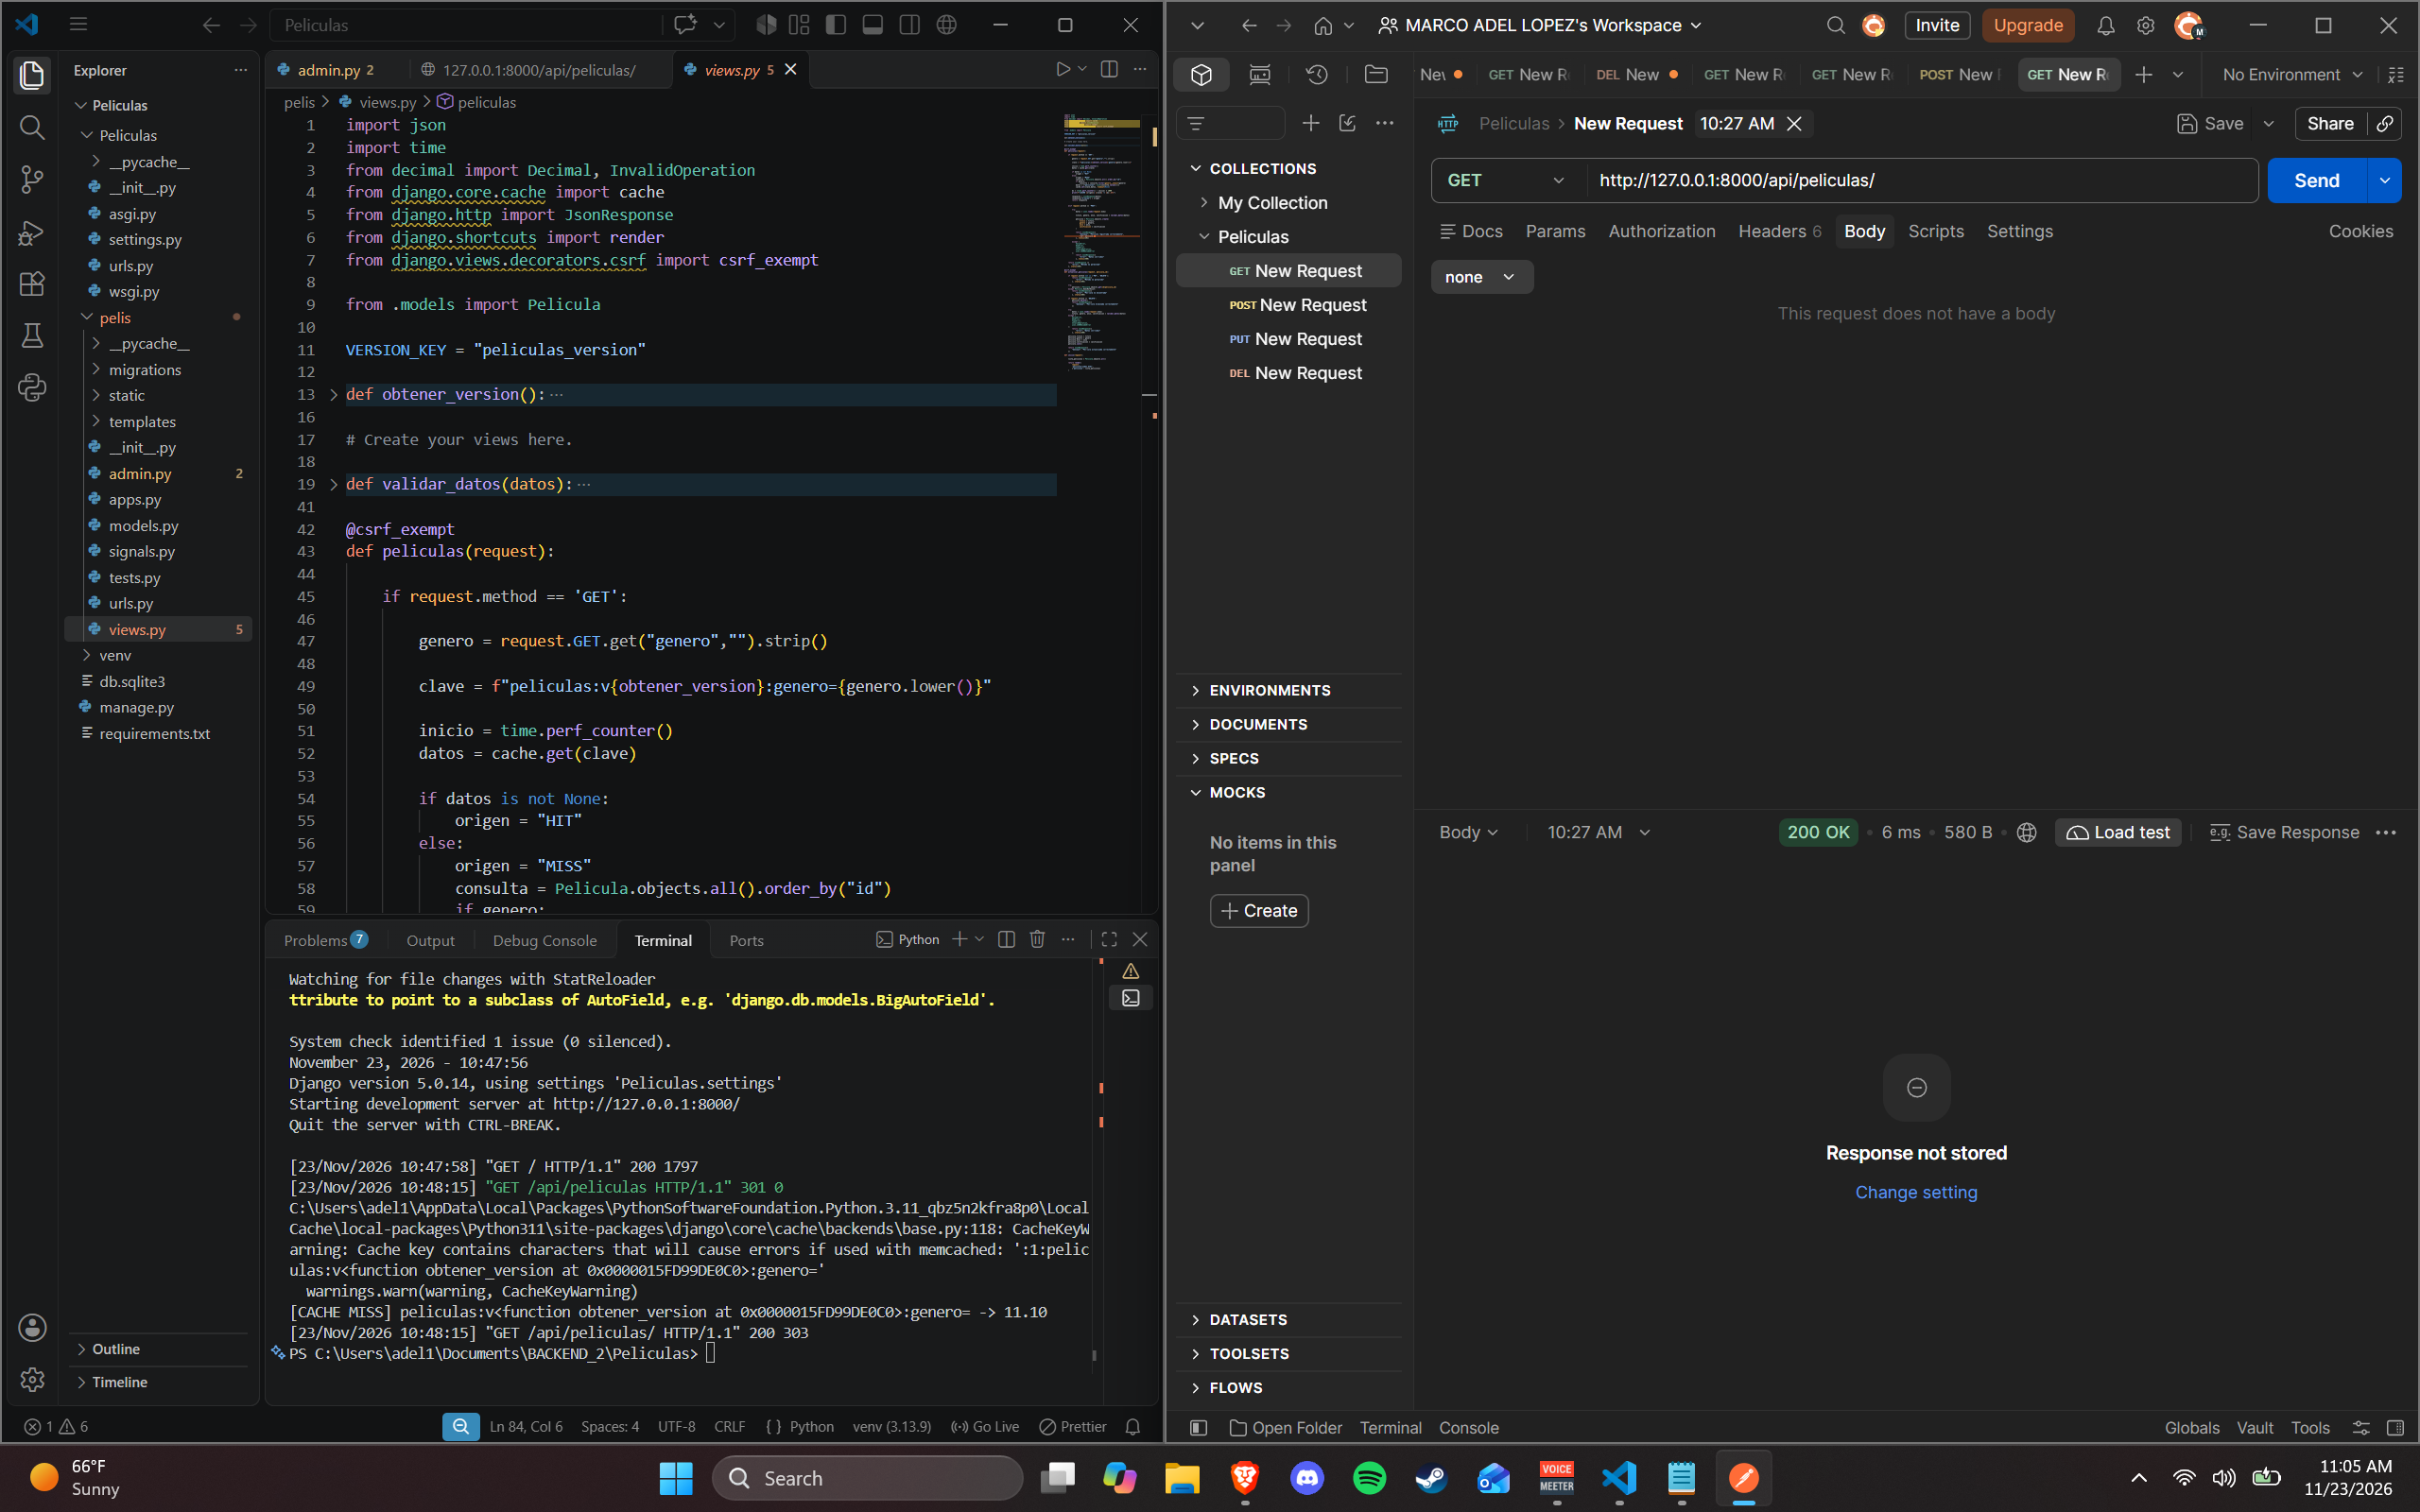 Peliculas
Explorer
Peliculas
Peliculas
__pycache__
__init__.py
asgi.py
settings.py
urls.py
wsgi.py
pelis
__pycache__
migrations
static
templates
__init__.py
admin.py 2
apps.py
models.py
signals.py
tests.py
urls.py
views.py 5
venv
db.sqlite3
manage.py
requirements.txt
Outline
Timeline
admin.py 2
127.0.0.1:8000/api/peliculas/
views.py 5
pelis > views.py > peliculas
1 import json
2 import time
3 from decimal import Decimal, InvalidOperation
4 from django.core.cache import cache
5 from django.http import JsonResponse
6 from django.shortcuts import render
7 from django.views.decorators.csrf import csrf_exempt
8
9 from .models import Pelicula
10
11 VERSION_KEY = "peliculas_version"
12
13 def obtener_version(): ...
16
17 # Create your views here.
18
19 def validar_datos(datos): ...
41
42 @csrf_exempt
43 def peliculas(request):
44
45 if request.method == 'GET':
46
47 genero = request.GET.get("genero","").strip()
48
49 clave = f"peliculas:v{obtener_version}:genero={genero.lower()}"
50
51 inicio = time.perf_counter()
52 datos = cache.get(clave)
53
54 if datos is not None:
55 origen = "HIT"
56 else:
57 origen = "MISS"
58 consulta = Pelicula.objects.all().order_by("id")
59 if genero:
Problems 7
Output
Debug Console
Terminal
Ports
Python
Watching for file changes with StatReloader
ttribute to point to a subclass of AutoField, e.g. 'django.db.models.BigAutoField'.
System check identified 1 issue (0 silenced).
November 23, 2026 - 10:47:56
Django version 5.0.14, using settings 'Peliculas.settings'
Starting development server at http://127.0.0.1:8000/
Quit the server with CTRL-BREAK.
[23/Nov/2026 10:47:58] "GET / HTTP/1.1" 200 1797
[23/Nov/2026 10:48:15] "GET /api/peliculas HTTP/1.1" 301 0
C:\Users\adel1\AppData\Local\Packages\PythonSoftwareFoundation.Python.3.11_qbz5n2kfra8p0\Local
Cache\local-packages\Python311\site-packages\django\core\cache\backends\base.py:118: CacheKeyW
arning: Cache key contains characters that will cause errors if used with memcached: ':1:pelic
ulas:v<function obtener_version at 0x0000015FD99DE0C0>:genero='
warnings.warn(warning, CacheKeyWarning)
[CACHE MISS] peliculas:v<function obtener_version at 0x0000015FD99DE0C0>:genero= -> 11.10
[23/Nov/2026 10:48:15] "GET /api/peliculas/ HTTP/1.1" 200 303
PS C:\Users\adel1\Documents\BACKEND_2\Peliculas>
1 6
Ln 84, Col 6
Spaces: 4
UTF-8
CRLF
{ } Python
venv (3.13.9)
Go Live
Prettier
MARCO ADEL LOPEZ's Workspace
Invite
Upgrade
M
New
GET New R
DEL New
GET New R
GET New R
POST New
GET New R
No Environment
HTTP
Peliculas > New Request
10:27 AM
Save
Share
COLLECTIONS
My Collection
Peliculas
GET New Request
POST New Request
PUT New Request
DEL New Request
ENVIRONMENTS
DOCUMENTS
SPECS
MOCKS
No items in this
panel
Create
DATASETS
TOOLSETS
FLOWS
GET
http://127.0.0.1:8000/api/peliculas/
Send
Docs
Params
Authorization
Headers 6
Body
Scripts
Settings
Cookies
none
This request does not have a body
Body
10:27 AM
200 OK
6 ms
580 B
Load test
e.g.
Save Response
Response not stored
Change setting
Open Folder
Terminal
Console
Globals
Vault
Tools
66°F
Sunny
Search
VOICE
MEETER
11:05 AM
11/23/2026